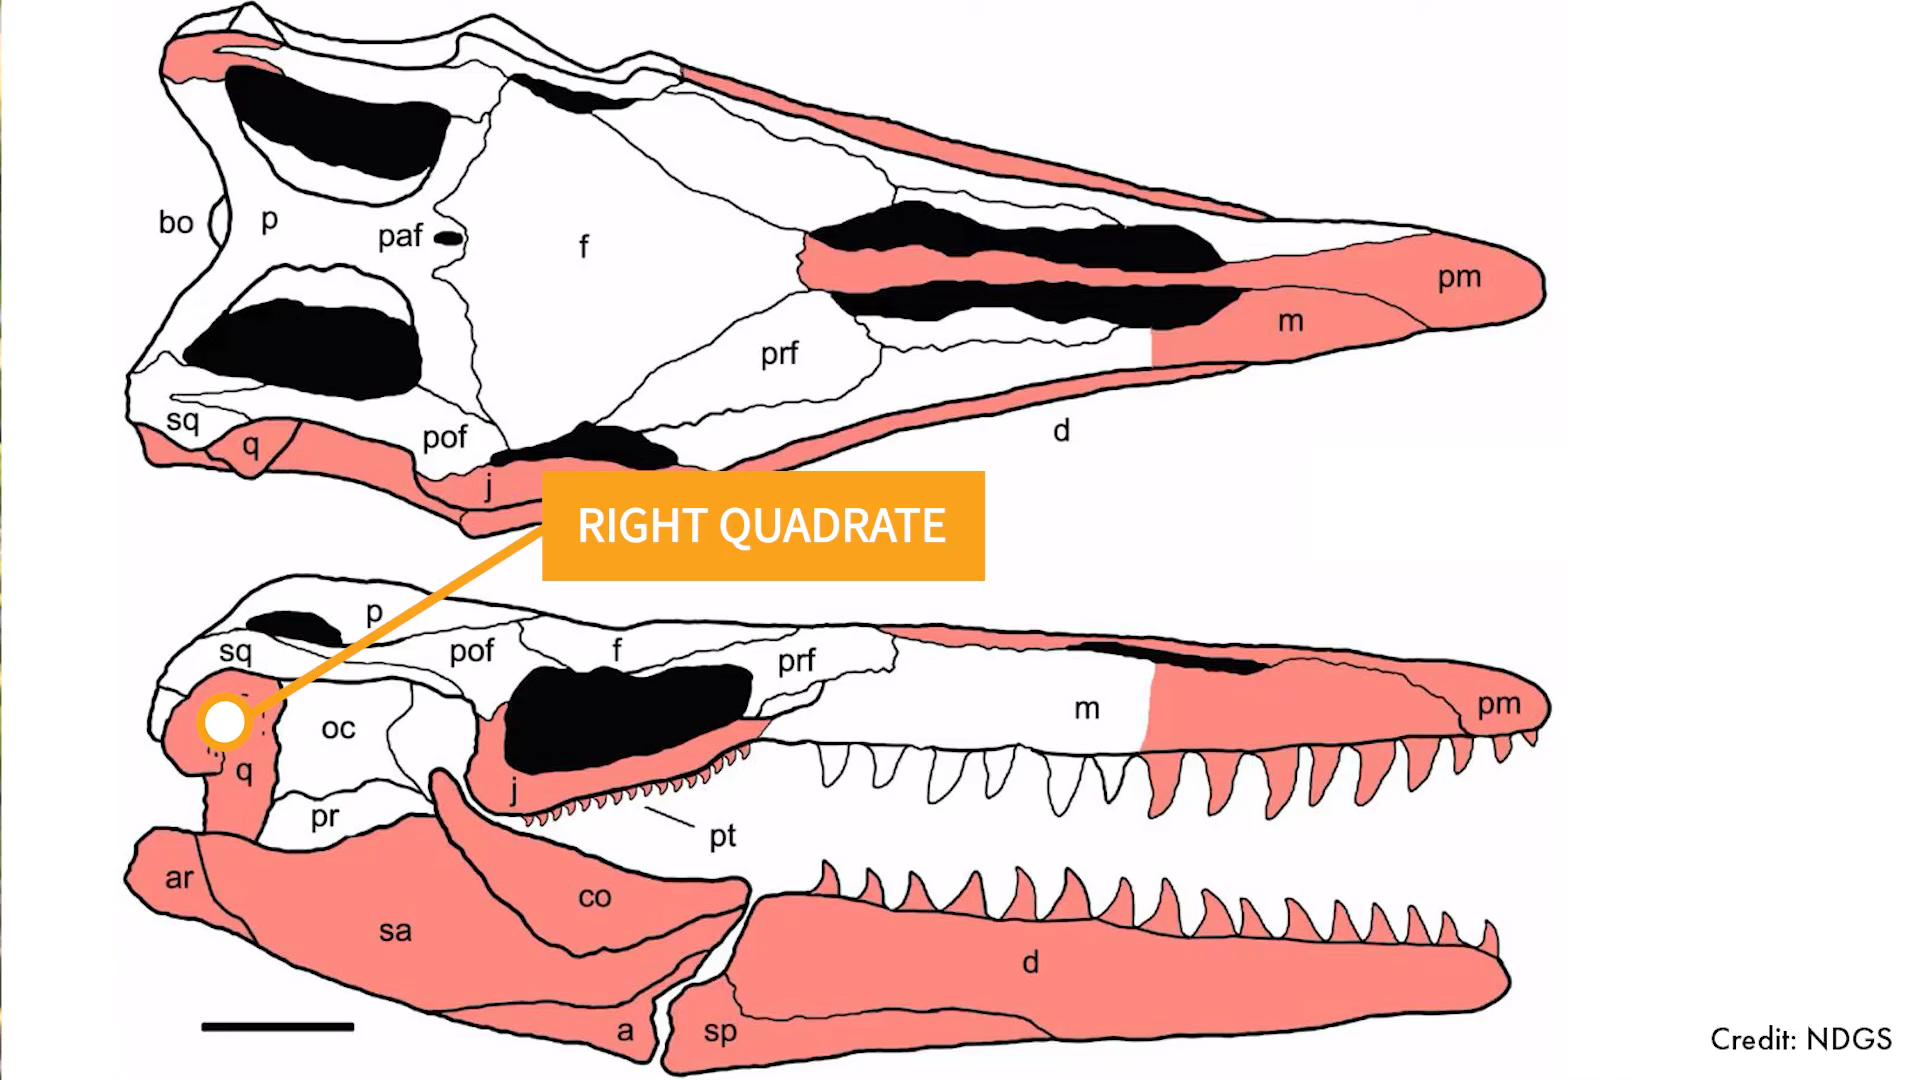 bo
p
paf
f
pm
m
prf
sq
q
pof
d
j
RIGHT QUADRATE
p
sq
pof
f
prf
oc
m
pm
q
j
pr
pt
ar
co
sa
d
a
sp
Credit: NDGS